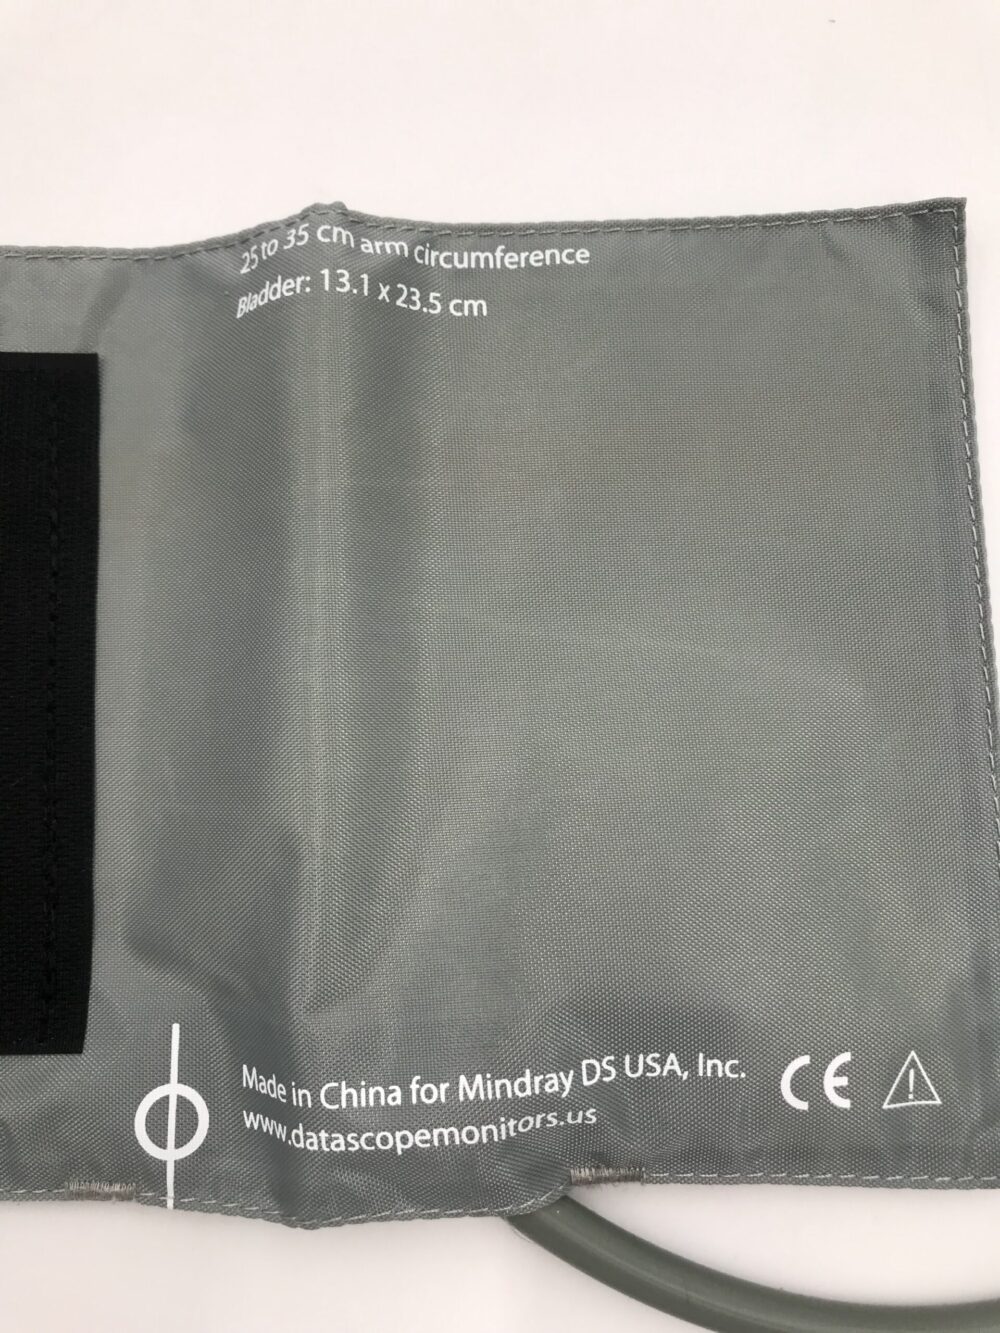 25 to 35 cm arm circumference
Bladder: 13.1 x 23.5 cm
Made in China for Mindray DS USA, Inc.
www.datascopemonitors.us
CE